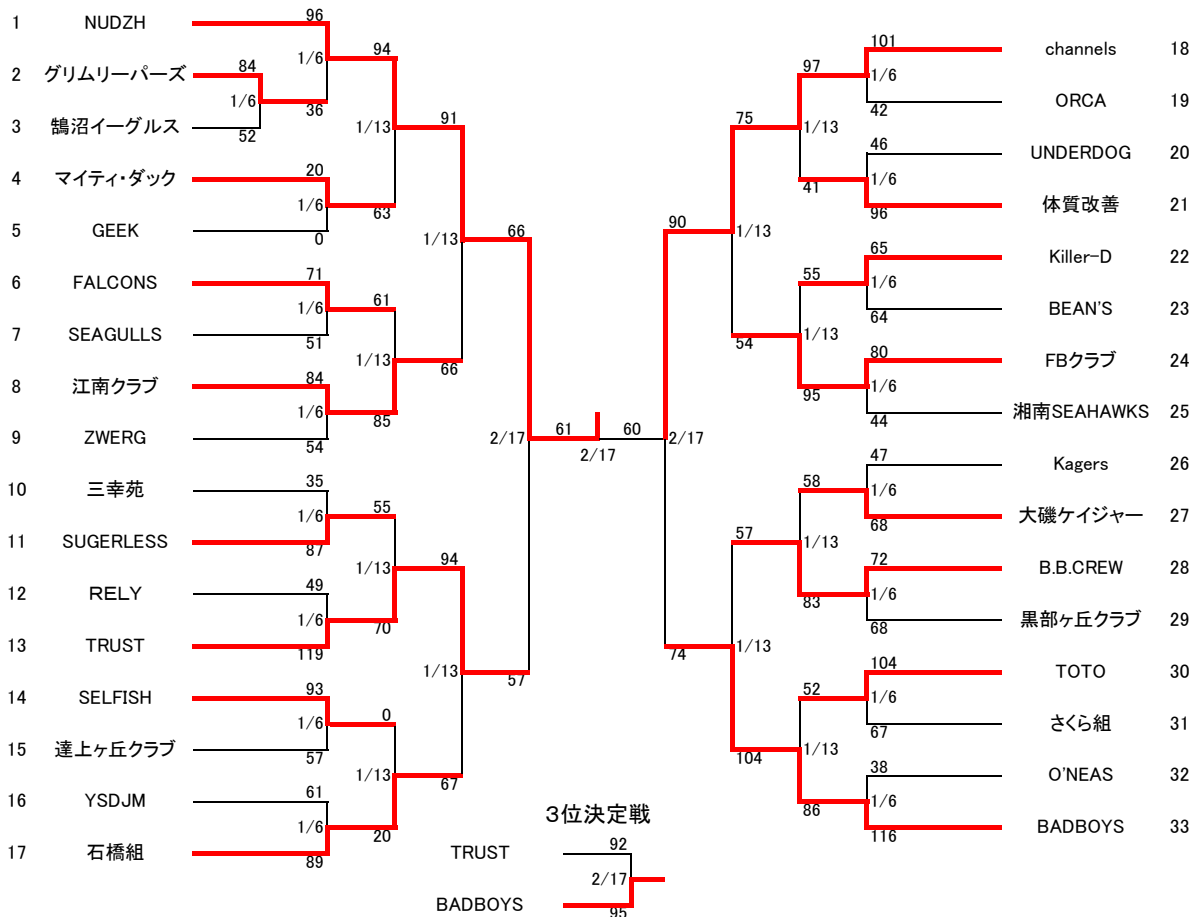 1 NUDZH 96
1/6 94
2 グリムリーパーズ 84
1/6 36
3 鵠沼イーグルス 52
1/13 91
4 マイティ・ダック 20
1/6 63
5 GEEK 0
1/13 66
6 FALCONS 71
1/6 61
7 SEAGULLS 51
1/13 66
8 江南クラブ 84
1/6 85
9 ZWERG 54
2/17 61
10 三幸苑 35
1/6 55
11 SUGERLESS 87
1/13 94
12 RELY 49
1/6 70
13 TRUST 119
1/13 57
14 SELFISH 93
1/6 0
15 達上ヶ丘クラブ 57
1/13 67
16 YSDJM 61
1/6 20
17 石橋組 89
2/17
101 channels 18
97 1/6
42 ORCA 19
75 1/13
46 UNDERDOG 20
41 1/6
96 体質改善 21
90 1/13
65 Killer-D 22
55 1/6
64 BEAN'S 23
54 1/13
80 FBクラブ 24
95 1/6
44 湘南SEAHAWKS 25
60 2/17
47 Kagers 26
58 1/6
68 大磯ケイジャー 27
57 1/13
72 B.B.CREW 28
83 1/6
68 黒部ヶ丘クラブ 29
74 1/13
104 TOTO 30
52 1/6
67 さくら組 31
104 1/13
38 O'NEAS 32
86 1/6
116 BADBOYS 33
3位決定戦
TRUST 92
2/17
BADBOYS 95